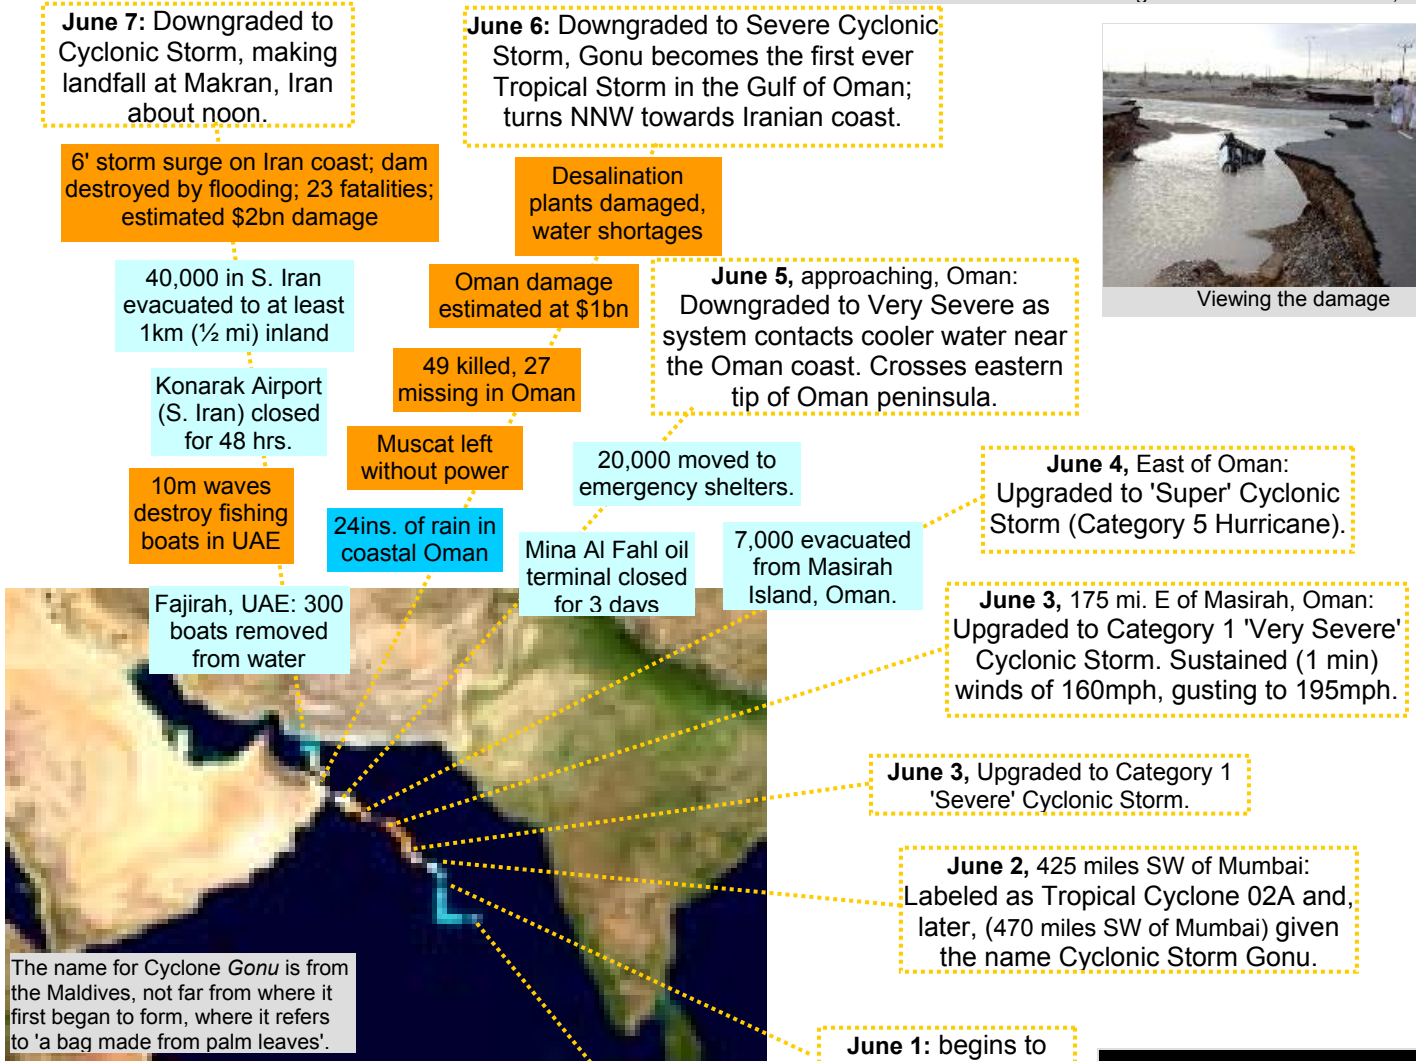 June 7: Downgraded to
Cyclonic Storm, making
landfall at Makran, Iran
about noon.
June 6: Downgraded to Severe Cyclonic
Storm, Gonu becomes the first ever
Tropical Storm in the Gulf of Oman;
turns NNW towards Iranian coast.
6' storm surge on Iran coast; dam
destroyed by flooding; 23 fatalities;
estimated $2bn damage
Desalination
plants damaged,
water shortages
40,000 in S. Iran
evacuated to at least
1km (½ mi) inland
Oman damage
estimated at $1bn
June 5, approaching, Oman:
Downgraded to Very Severe as
system contacts cooler water near
the Oman coast. Crosses eastern
tip of Oman peninsula.
Viewing the damage
Konarak Airport
(S. Iran) closed
for 48 hrs.
49 killed, 27
missing in Oman
Muscat left
without power
20,000 moved to
emergency shelters.
June 4, East of Oman:
Upgraded to 'Super' Cyclonic
Storm (Category 5 Hurricane).
10m waves
destroy fishing
boats in UAE
24ins. of rain in
coastal Oman
Mina Al Fahl oil
terminal closed
for 3 days
7,000 evacuated
from Masirah
Island, Oman.
Fajirah, UAE: 300
boats removed
from water
June 3, 175 mi. E of Masirah, Oman:
Upgraded to Category 1 'Very Severe'
Cyclonic Storm. Sustained (1 min)
winds of 160mph, gusting to 195mph.
June 3, Upgraded to Category 1
'Severe' Cyclonic Storm.
June 2, 425 miles SW of Mumbai:
Labeled as Tropical Cyclone 02A and,
later, (470 miles SW of Mumbai) given
the name Cyclonic Storm Gonu.
The name for Cyclone Gonu is from
the Maldives, not far from where it
first began to form, where it refers
to 'a bag made from palm leaves'.
June 1: begins to